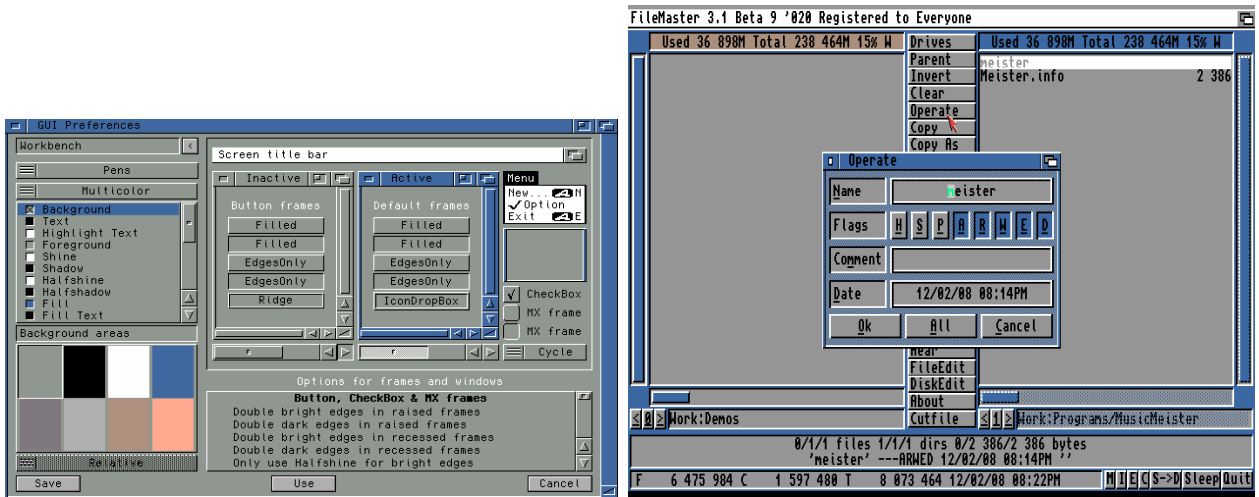 GUI Preferences
Workbench <
Pens
Multicolor
Background
Text
Highlight Text
Foreground
Shine
Shadow
Halfshine
Halfshadow
Fill
Fill Text
Background areas
Relative
Save
Screen title bar
Inactive
Button frames
Filled
Filled
EdgesOnly
EdgesOnly
Ridge
Active
Default frames
Filled
Filled
EdgesOnly
EdgesOnly
IconDropBox
Menu
New... A N
✓Option
Exit A E
CheckBox
MX frame
MX frame
Cycle
Options for frames and windows
Button, CheckBox & MX frames
Double bright edges in raised frames
Double dark edges in raised frames
Double bright edges in recessed frames
Double dark edges in recessed frames
Only use Halfshine for bright edges
Use
Cancel
FileMaster 3.1 Beta 9 '020 Registered to Everyone
Used 36 898M Total 238 464M 15% W
Drives
Used 36 898M Total 238 464M 15% W
Parent
Invert
Clear
Operate
Copy
Copy As
meister
Meister.info 2 386
Operate
Name meister
Flags H S P A R W E D
Comment
Date 12/02/08 08:14PM
Ok All Cancel
Hear
FileEdit
DiskEdit
About
Cutfile
< 0 > Work:Demos
< 1 > Work:Programs/MusicMeister
0/1/1 files 1/1/1 dirs 0/2 386/2 386 bytes
'meister' ---ARWED 12/02/08 08:14PM ''
F 6 475 984 C 1 597 480 T 8 073 464 12/02/08 08:22PM M I E C S->D Sleep Quit